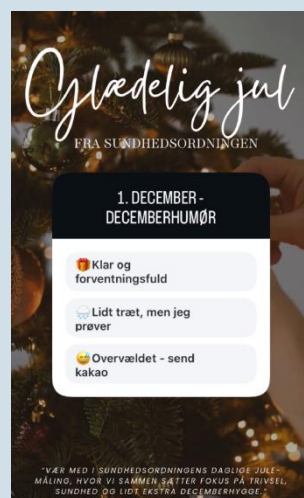 Glædelig jul
FRA SUNDHEDSORDNINGEN
1. DECEMBER -
DECEMBERHUMØR
🎁Klar og
forventningsfuld
🌧️Lidt træt, men jeg
prøver
😅Overvældet - send
kakao
"VÆR MED I SUNDHEDSORDNINGENS DAGLIGE JULE-
MÅLING, HVOR VI SAMMEN SÆTTER FOKUS PÅ TRIVSEL,
SUNDHED OG LIDT EKSTRA DECEMBERHYGGE."